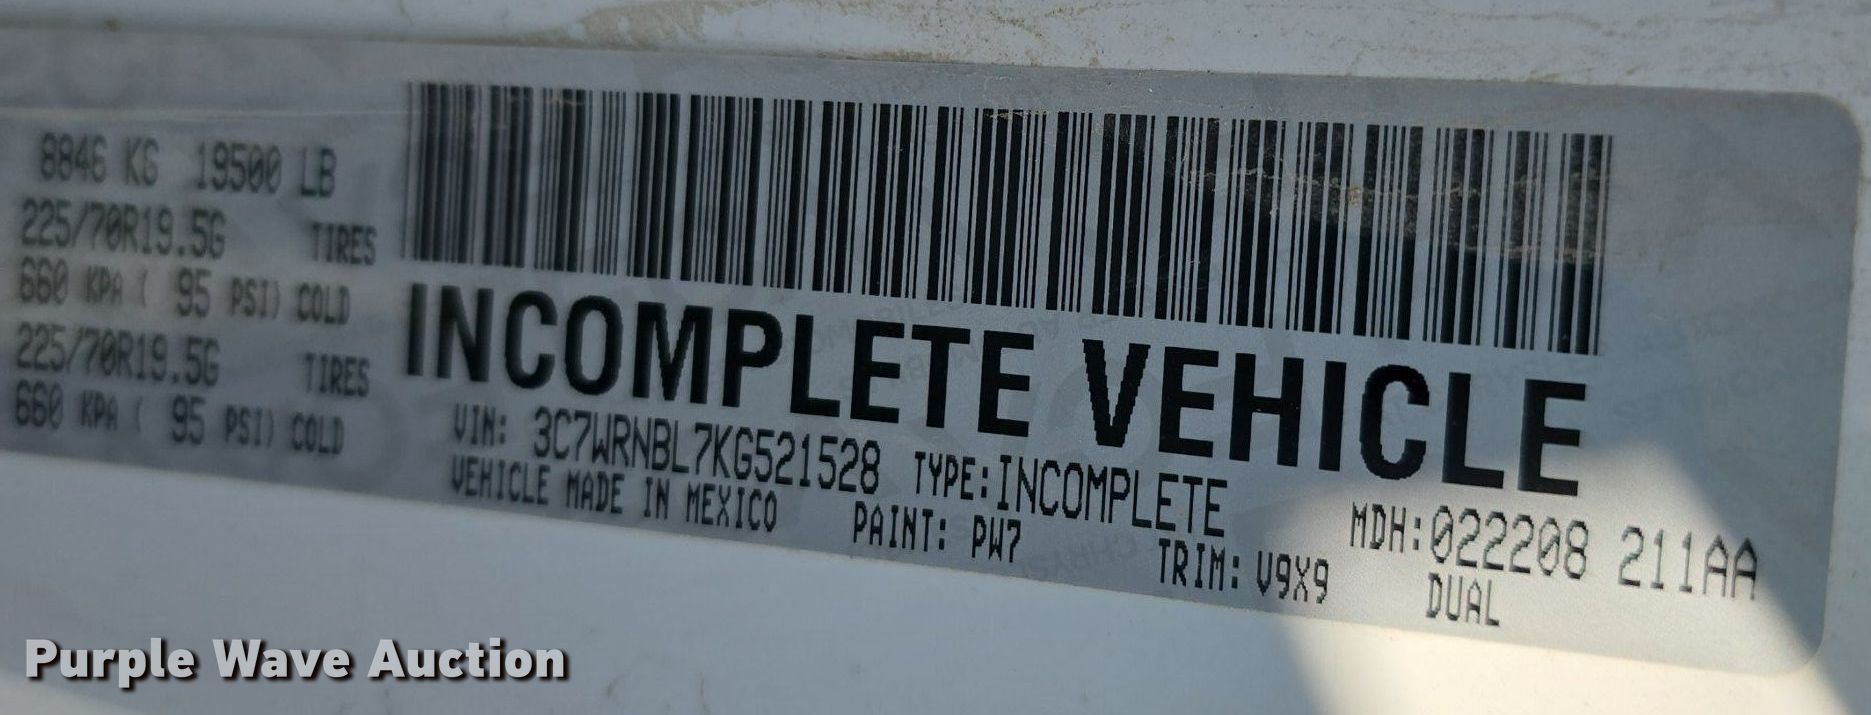 8846 KG 19500 LB
225/70R19.5G TIRES
660 KPA ( 95 PSI) COLD
225/70R19.5G TIRES
660 KPA ( 95 PSI) COLD
INCOMPLETE VEHICLE
VIN: 3C7WRNBL7KG521528 TYPE:INCOMPLETE
VEHICLE MADE IN MEXICO PAINT: PW7
MDH:022208 211AA
TRIM: V9X9 DUAL
Purple Wave Auction